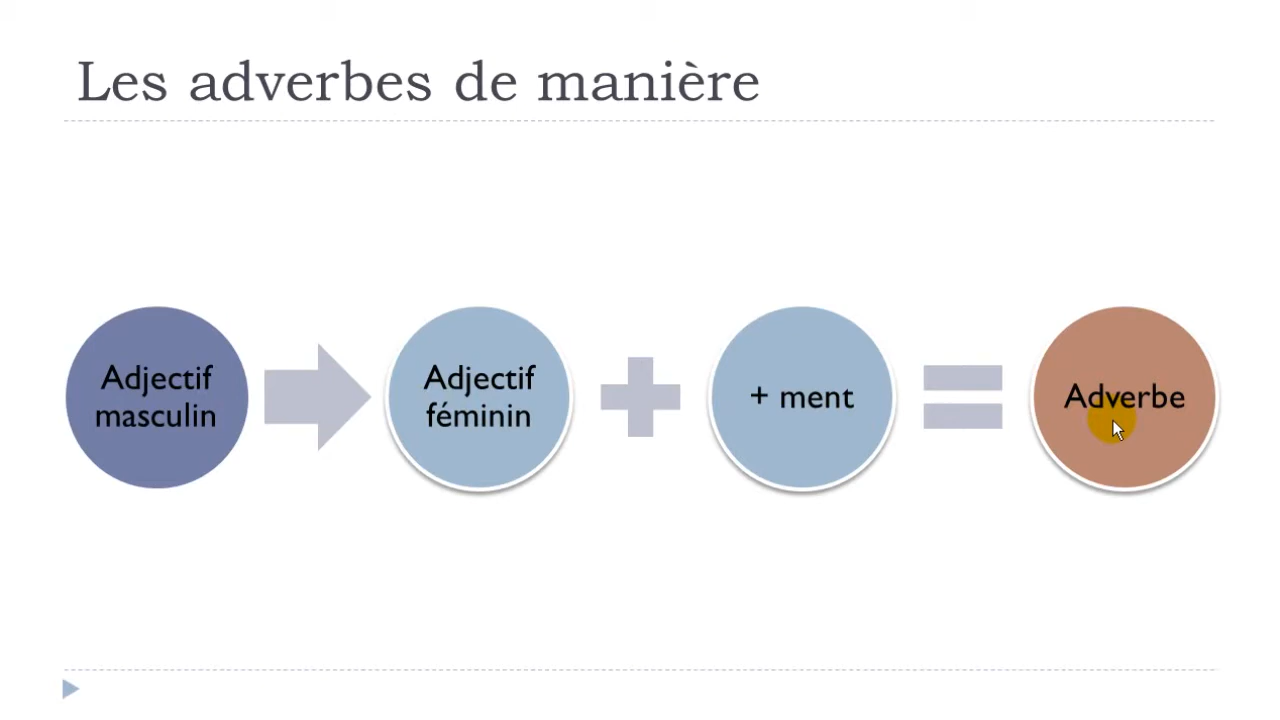 Les adverbes de manière
Adjectif
masculin
Adjectif
féminin
+ ment
Adverbe